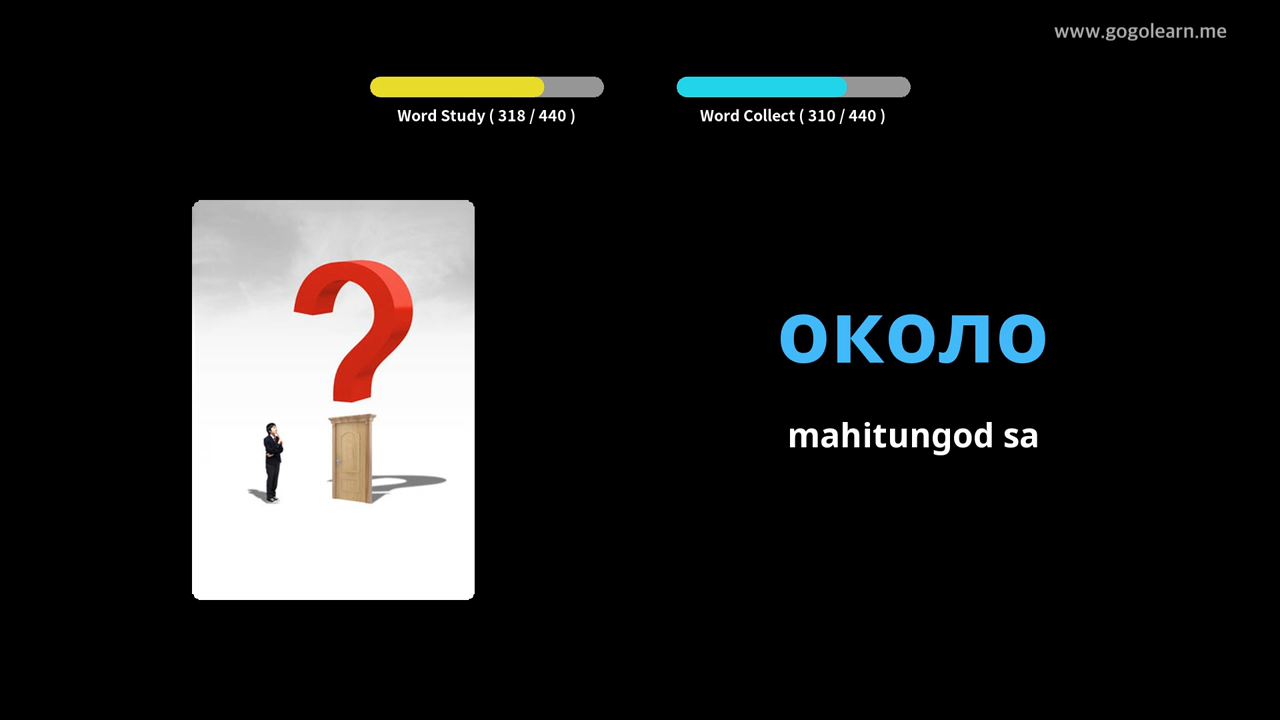 www.gogolearn.me
Word Study ( 318 / 440 )
Word Collect ( 310 / 440 )
около
mahitungod sa